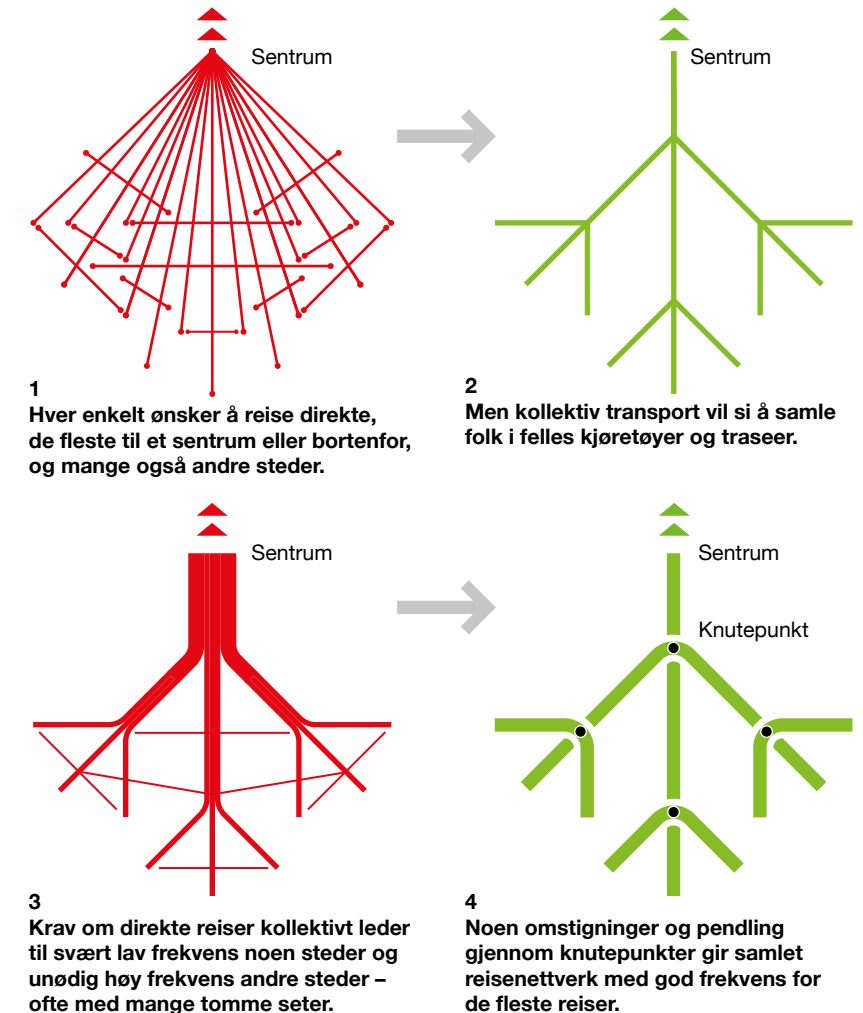 Sentrum
1
Hver enkelt ønsker å reise direkte,
de fleste til et sentrum eller bortenfor,
og mange også andre steder.
Sentrum
2
Men kollektiv transport vil si å samle
folk i felles kjøretøyer og traseer.
Sentrum
3
Krav om direkte reiser kollektivt leder
til svært lav frekvens noen steder og
unødig høy frekvens andre steder –
ofte med mange tomme seter.
Sentrum
Knutepunkt
4
Noen omstigninger og pendling
gjennom knutepunkter gir samlet
reisenettverk med god frekvens for
de fleste reiser.